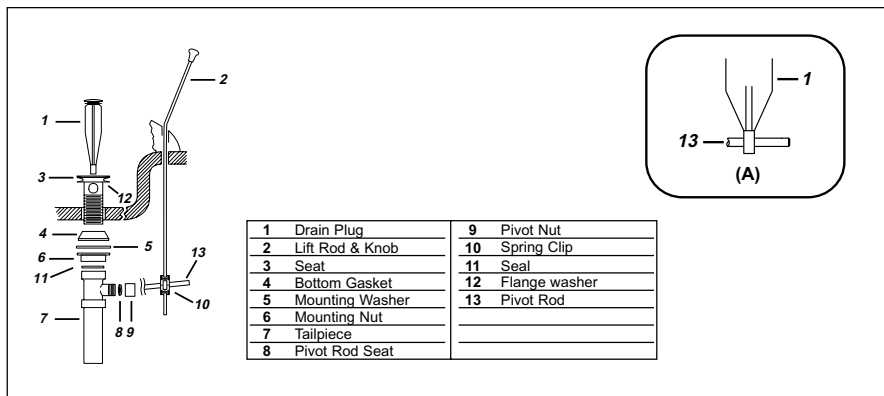 2
1
3
12
4
5
6
11
13
10
7
8 9
1
13
(A)
1 Drain Plug 9 Pivot Nut
2 Lift Rod & Knob 10 Spring Clip
3 Seat 11 Seal
4 Bottom Gasket 12 Flange washer
5 Mounting Washer 13 Pivot Rod
6 Mounting Nut
7 Tailpiece
8 Pivot Rod Seat